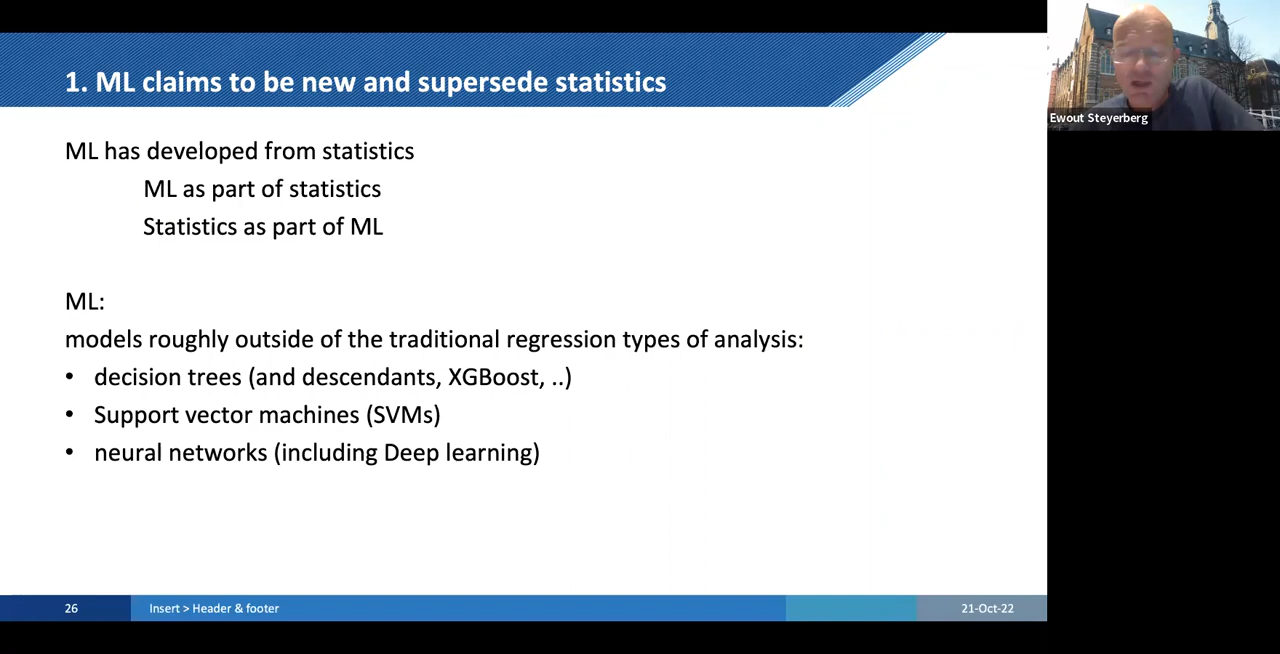 1. ML claims to be new and supersede statistics
Ewout Steyerberg
ML has developed from statistics
ML as part of statistics
Statistics as part of ML
ML:
models roughly outside of the traditional regression types of analysis:
• decision trees (and descendants, XGBoost, ..)
• Support vector machines (SVMs)
• neural networks (including Deep learning)
26
Insert > Header & footer
21-Oct-22